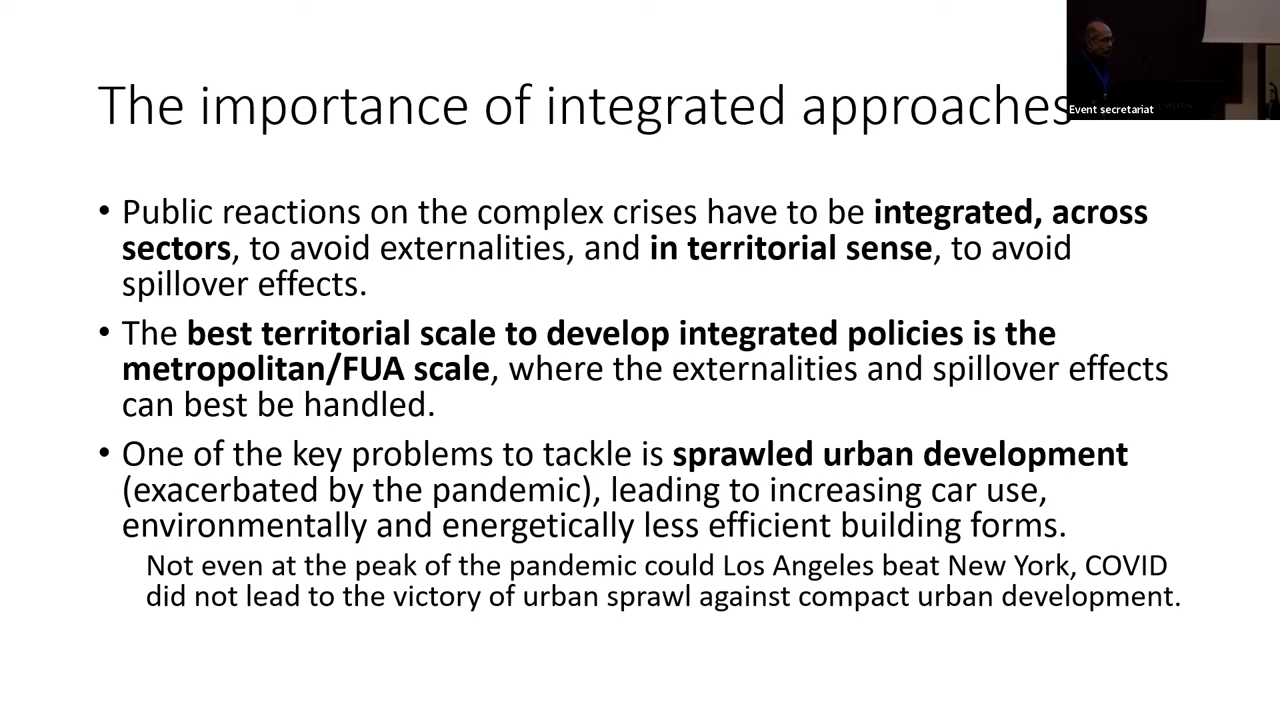 The importance of integrated approaches
Event secretariat
• Public reactions on the complex crises have to be integrated, across
sectors, to avoid externalities, and in territorial sense, to avoid
spillover effects.
• The best territorial scale to develop integrated policies is the
metropolitan/FUA scale, where the externalities and spillover effects
can best be handled.
• One of the key problems to tackle is sprawled urban development
(exacerbated by the pandemic), leading to increasing car use,
environmentally and energetically less efficient building forms.
Not even at the peak of the pandemic could Los Angeles beat New York, COVID
did not lead to the victory of urban sprawl against compact urban development.